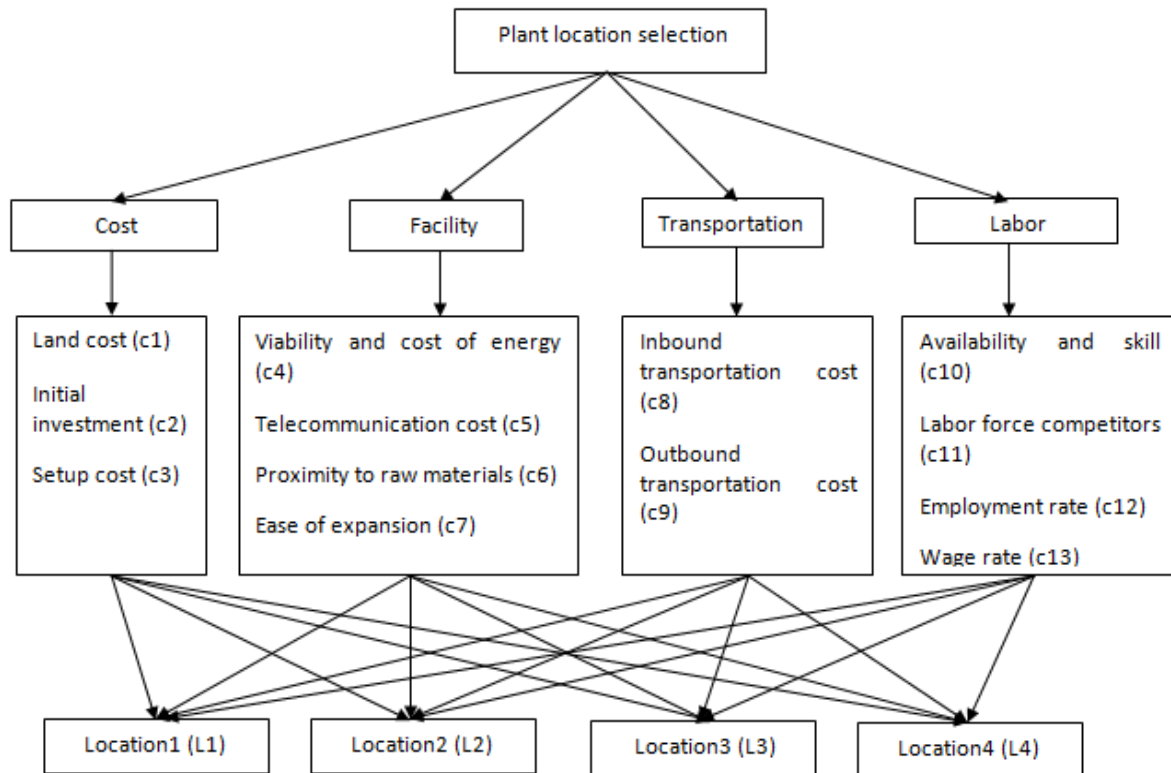 Plant location selection
Cost
Facility
Transportation
Labor
Land cost (c1)
Initial
investment (c2)
Setup cost (c3)
Viability and cost of energy
(c4)
Telecommunication cost (c5)
Proximity to raw materials (c6)
Ease of expansion (c7)
Inbound
transportation cost
(c8)
Outbound
transportation cost
(c9)
Availability and skill
(c10)
Labor force competitors
(c11)
Employment rate (c12)
Wage rate (c13)
Location1 (L1)
Location2 (L2)
Location3 (L3)
Location4 (L4)